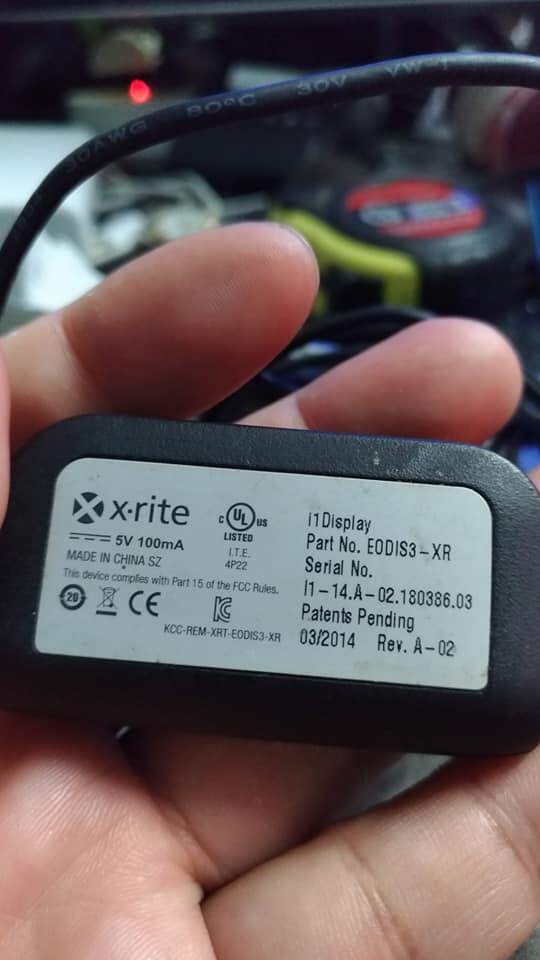 30AWG 80°C 30V VW-1
x·rite
5V 100mA
MADE IN CHINA SZ
This device complies with Part 15 of the FCC Rules.
20
CE
C UL US
LISTED
I.T.E.
4P22
KCC-REM-XRT-EODIS3-XR
i1Display
Part No. EODIS3-XR
Serial No.
I1-14.A-02.180386.03
Patents Pending
03/2014 Rev. A-02